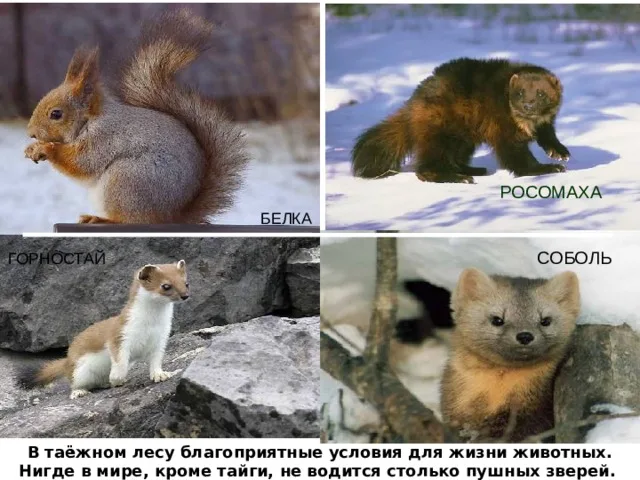 БЕЛКА
РОСОМАХА
ГОРНОСТАЙ
СОБОЛЬ
В таёжном лесу благоприятные условия для жизни животных.
Нигде в мире, кроме тайги, не водится столько пушных зверей.